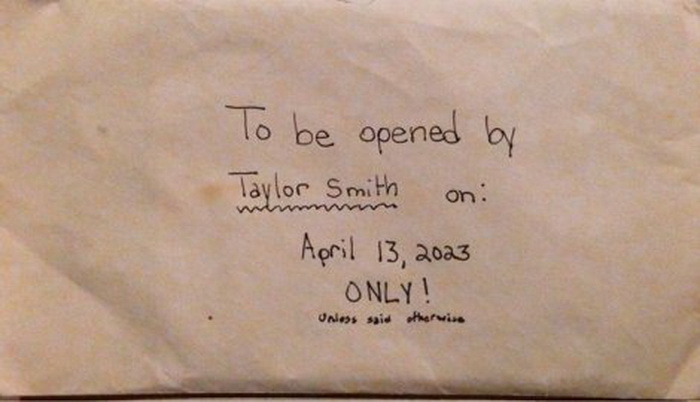 To be opened by
Taylor Smith on:
April 13, 2023
ONLY!
unless said otherwise